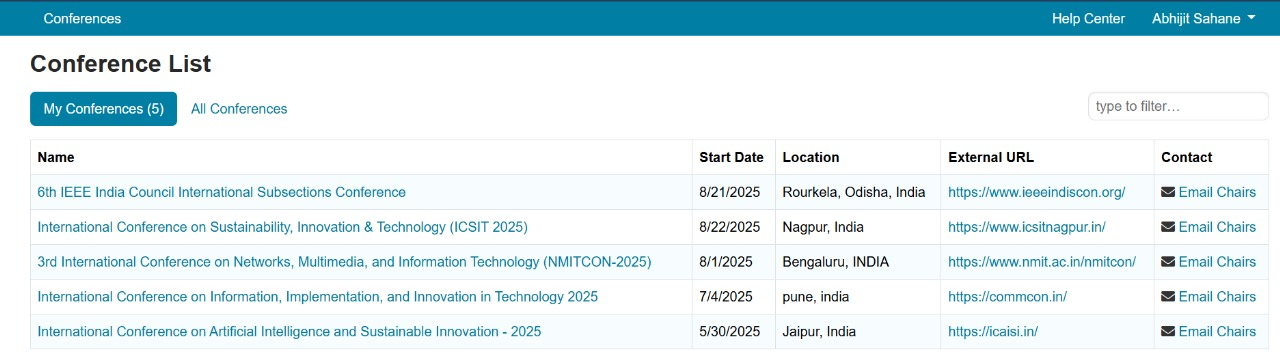 Conferences Help Center Abhijit Sahane
Conference List
My Conferences (5) All Conferences type to filter...
Name Start Date Location External URL Contact
6th IEEE India Council International Subsections Conference 8/21/2025 Rourkela, Odisha, India https://www.ieeeindiscon.org/ Email Chairs
International Conference on Sustainability, Innovation & Technology (ICSIT 2025) 8/22/2025 Nagpur, India https://www.icsitnagpur.in/ Email Chairs
3rd International Conference on Networks, Multimedia, and Information Technology (NMITCON-2025) 8/1/2025 Bengaluru, INDIA https://www.nmit.ac.in/nmitcon/ Email Chairs
International Conference on Information, Implementation, and Innovation in Technology 2025 7/4/2025 pune, india https://commcon.in/ Email Chairs
International Conference on Artificial Intelligence and Sustainable Innovation - 2025 5/30/2025 Jaipur, India https://icaisi.in/ Email Chairs